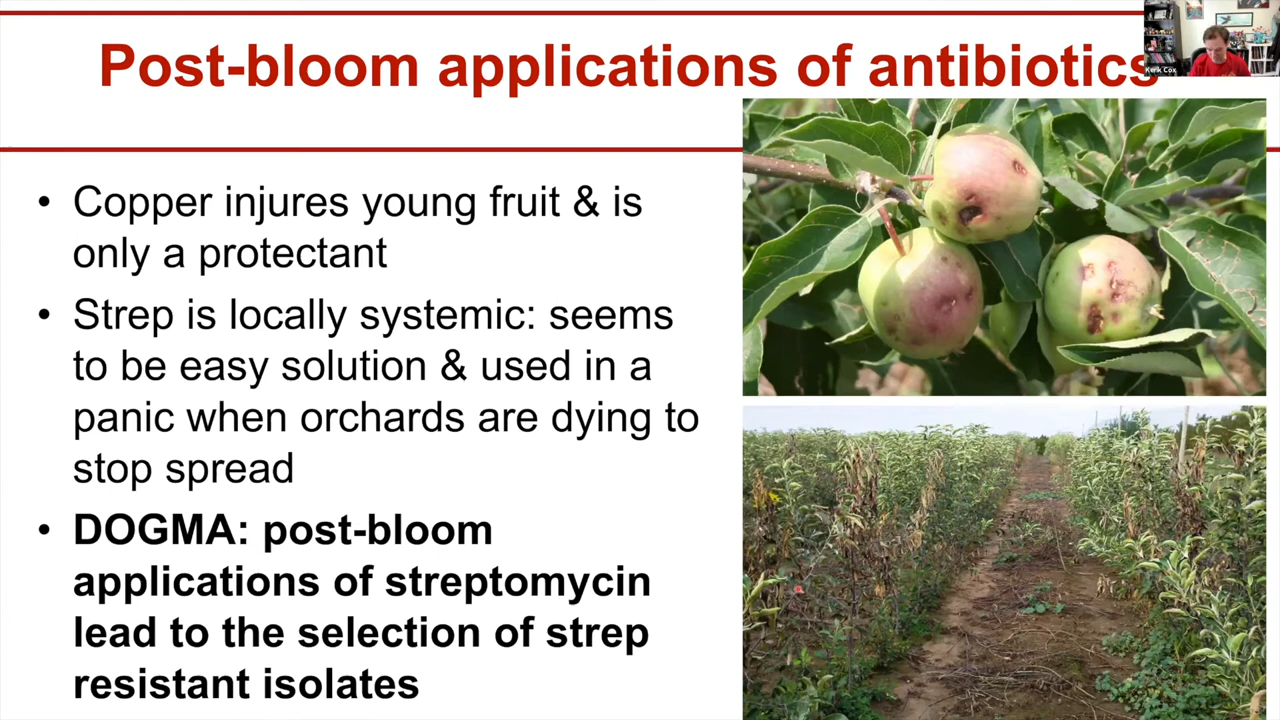 Post-bloom applications of antibiotics
Kerk Cox
• Copper injures young fruit & is
only a protectant
• Strep is locally systemic: seems
to be easy solution & used in a
panic when orchards are dying to
stop spread
• DOGMA: post-bloom
applications of streptomycin
lead to the selection of strep
resistant isolates